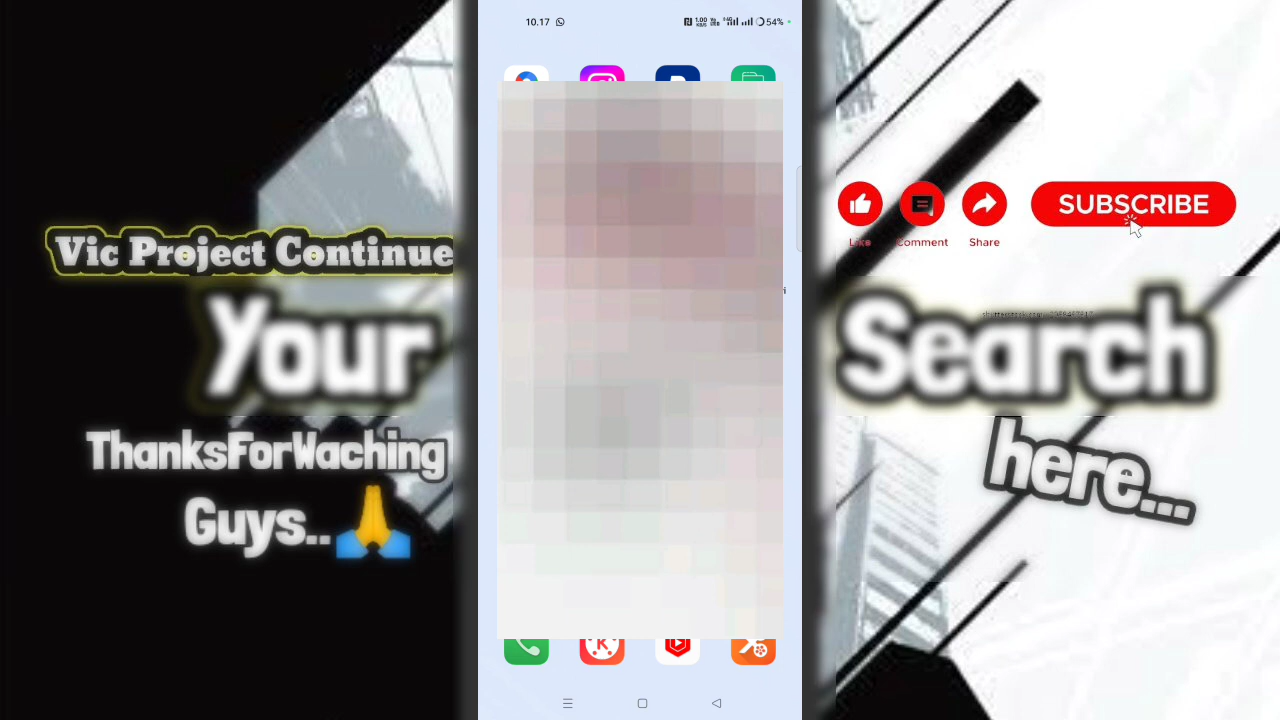 10.17
54%
Vic Project Continue
Your
ThanksForWaching
Guys..🙏
SUBSCRIBE
Like
Comment
Share
Search
here...